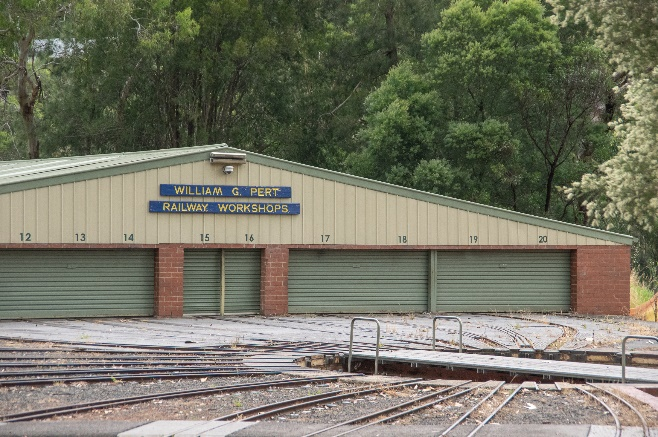 WILLIAM G. PERT
RAILWAY WORKSHOPS
12 13 14 15 16 17 18 19 20